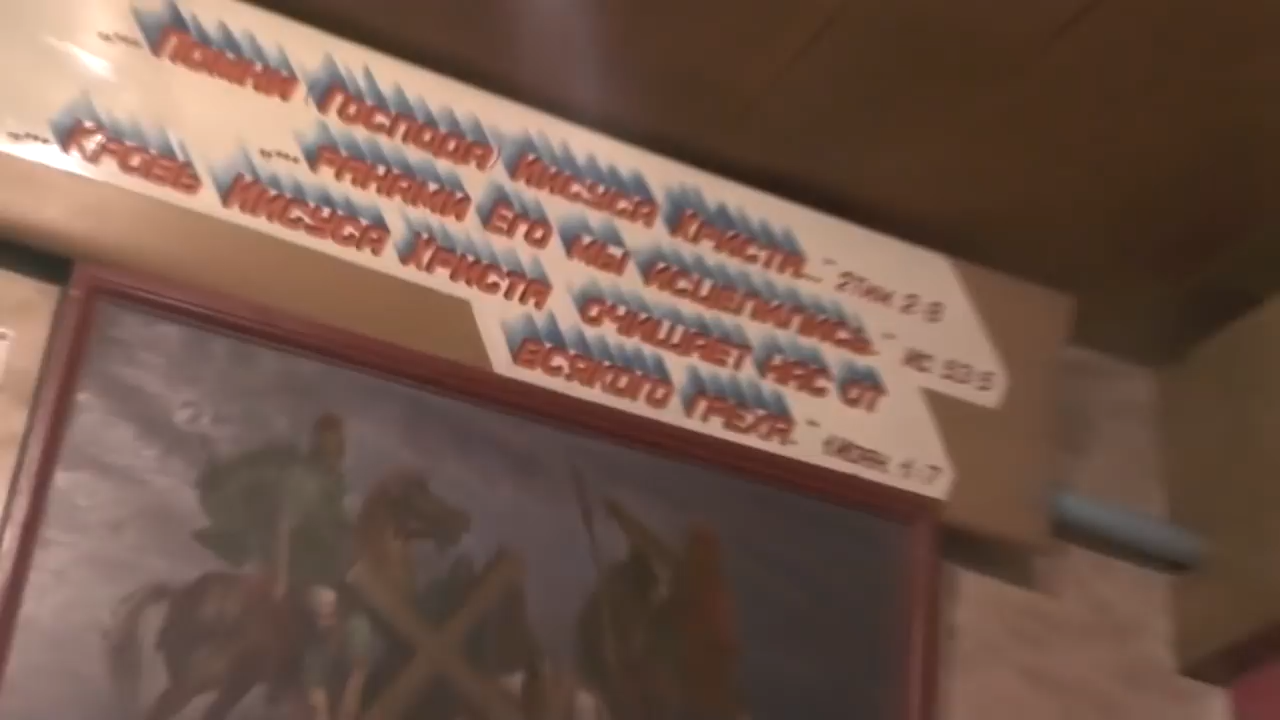 "...Помни (Господа) Иисуса Христа..." 2Тим. 2:8
"...Ранами Его мы исцелились." Ис. 53:5
"...Кровь Иисуса Христа очищает нас от
всякого греха." 1Иоан. 1:7